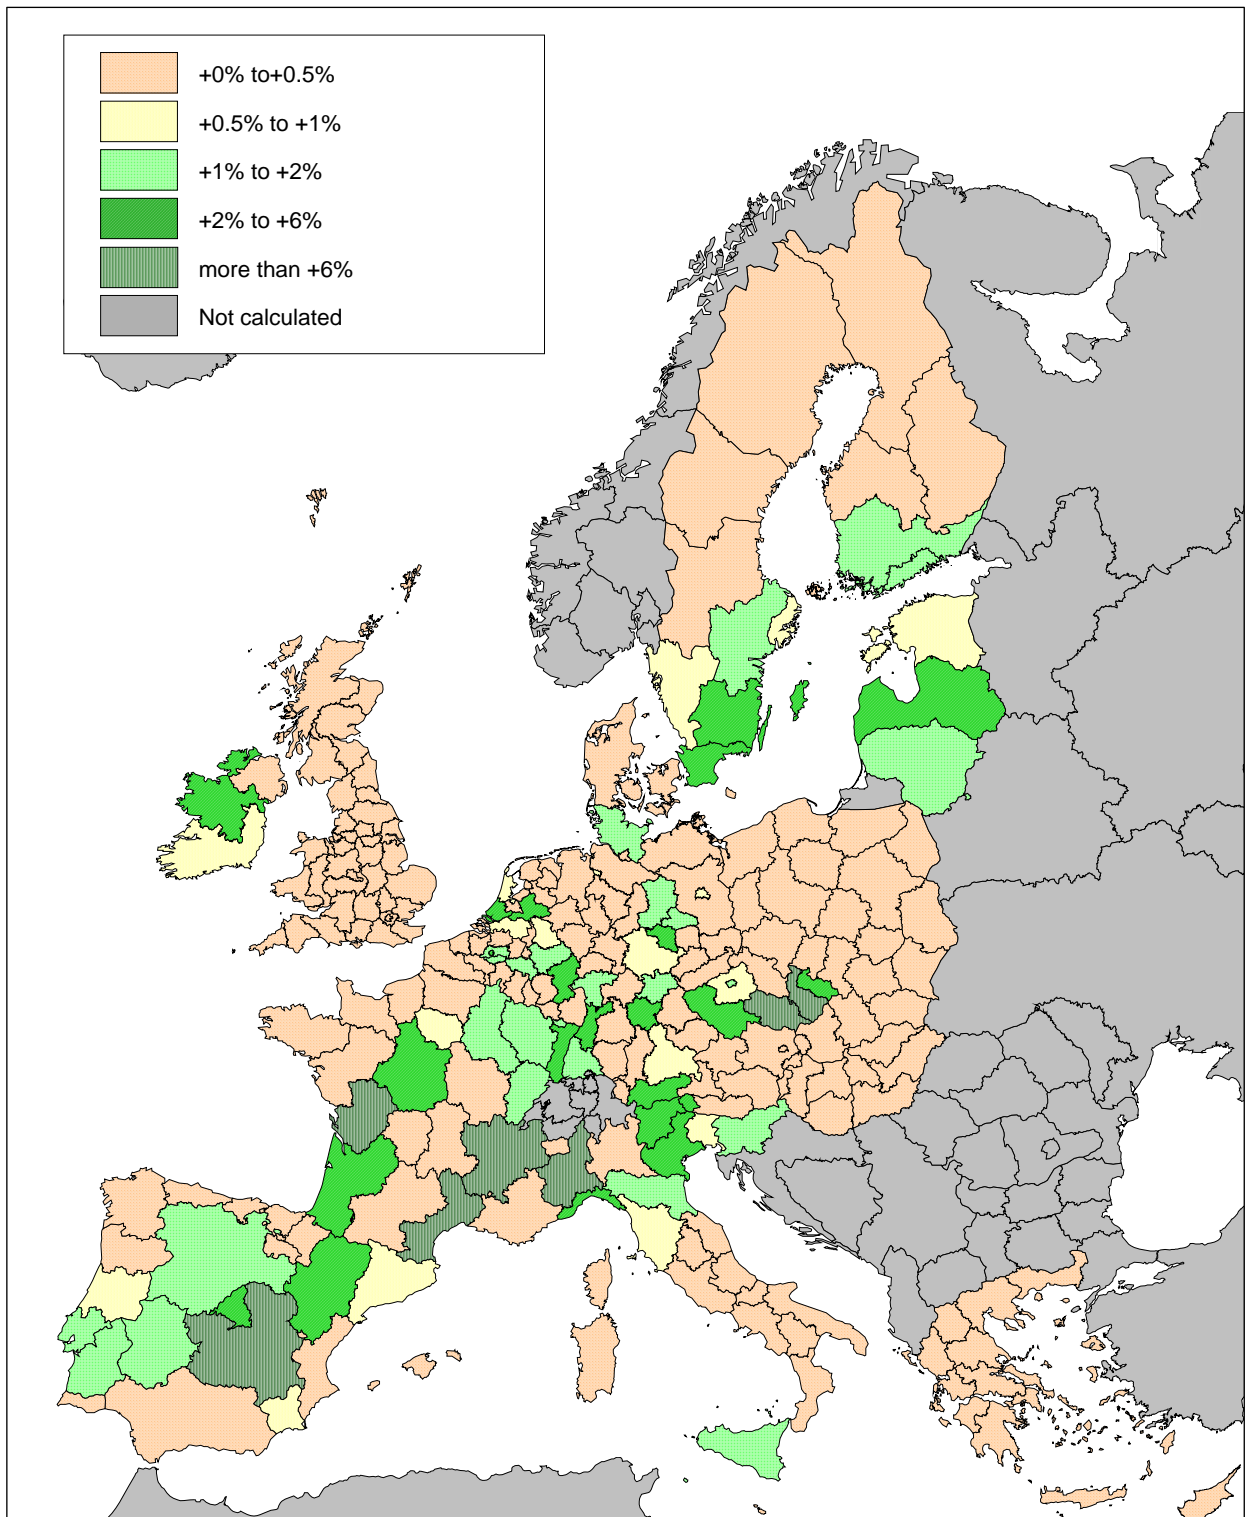 +0% to+0.5%
+0.5% to +1%
+1% to +2%
+2% to +6%
more than +6%
Not calculated